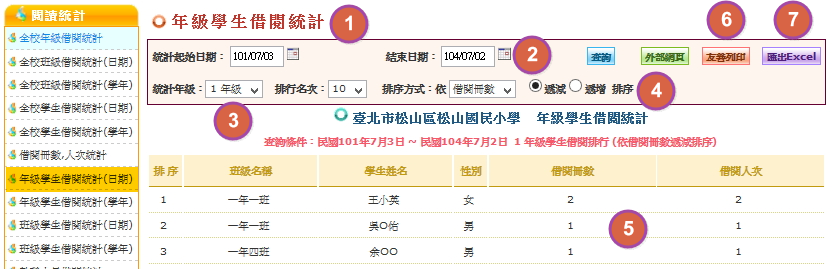 閱讀統計
全校年級借閱統計
全校班級借閱統計(日期)
全校班級借閱統計(學年)
全校學生借閱統計(日期)
全校學生借閱統計(學年)
借閱冊數,人次統計
年級學生借閱統計(日期)
年級學生借閱統計(學年)
班級學生借閱統計(日期)
班級學生借閱統計(學年)
年級學生借閱統計
1
6
7
統計起始日期：
101/07/03
結束日期：
104/07/02
2
查詢
外部網頁
友善列印
匯出Excel
統計年級：
1 年級
排行名次：
10
排序方式：依
借閱冊數
遞減
遞增
排序
4
3
臺北市松山區松山國民小學 年級學生借閱統計
查詢條件：民國101年7月3日 ~ 民國104年7月2日 1 年級學生借閱排行 (依借閱冊數遞減排序)
排 序 班級名稱 學生姓名 性別 借閱冊數 借閱人次
1 一年一班 王小英 女 2 2
2 一年一班 吳O佑 男 1 1
5
3 一年四班 余OO 男 1 1